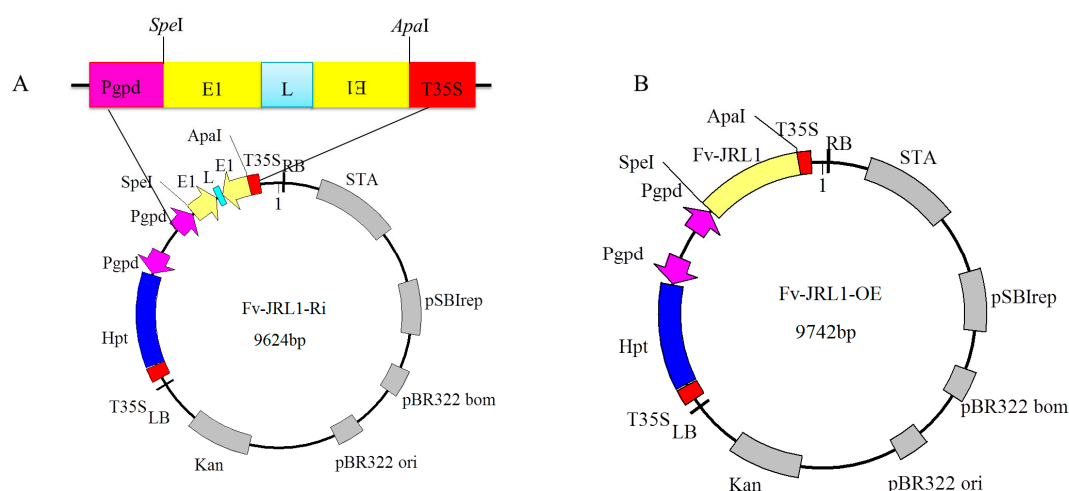 SpeI
ApaI
A
Pgpd
E1
L
E1
T35S
ApaI
T35S
RB
E1
L
SpeI
1
STA
Pgpd
Pgpd
Fv-JRL1-Ri
9624bp
pSBIrep
Hpt
pBR322 bom
T35S
LB
Kan
pBR322 ori
B
ApaI
T35S
RB
Fv-JRL1
STA
SpeI
1
Pgpd
Pgpd
Fv-JRL1-OE
9742bp
pSBIrep
Hpt
pBR322 bom
T35S
LB
Kan
pBR322 ori